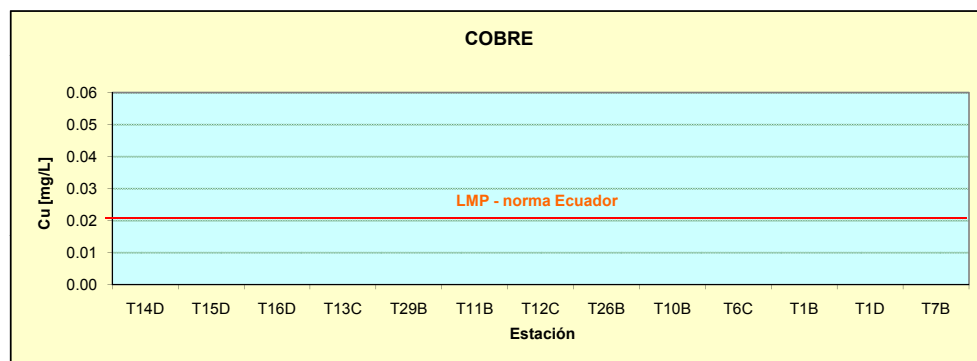 COBRE
0.06
0.05
0.04
0.03
0.02
0.01
0.00
Cu [mg/L]
LMP - norma Ecuador
T14D T15D T16D T13C T29B T11B T12C T26B T10B T6C T1B T1D T7B
Estación